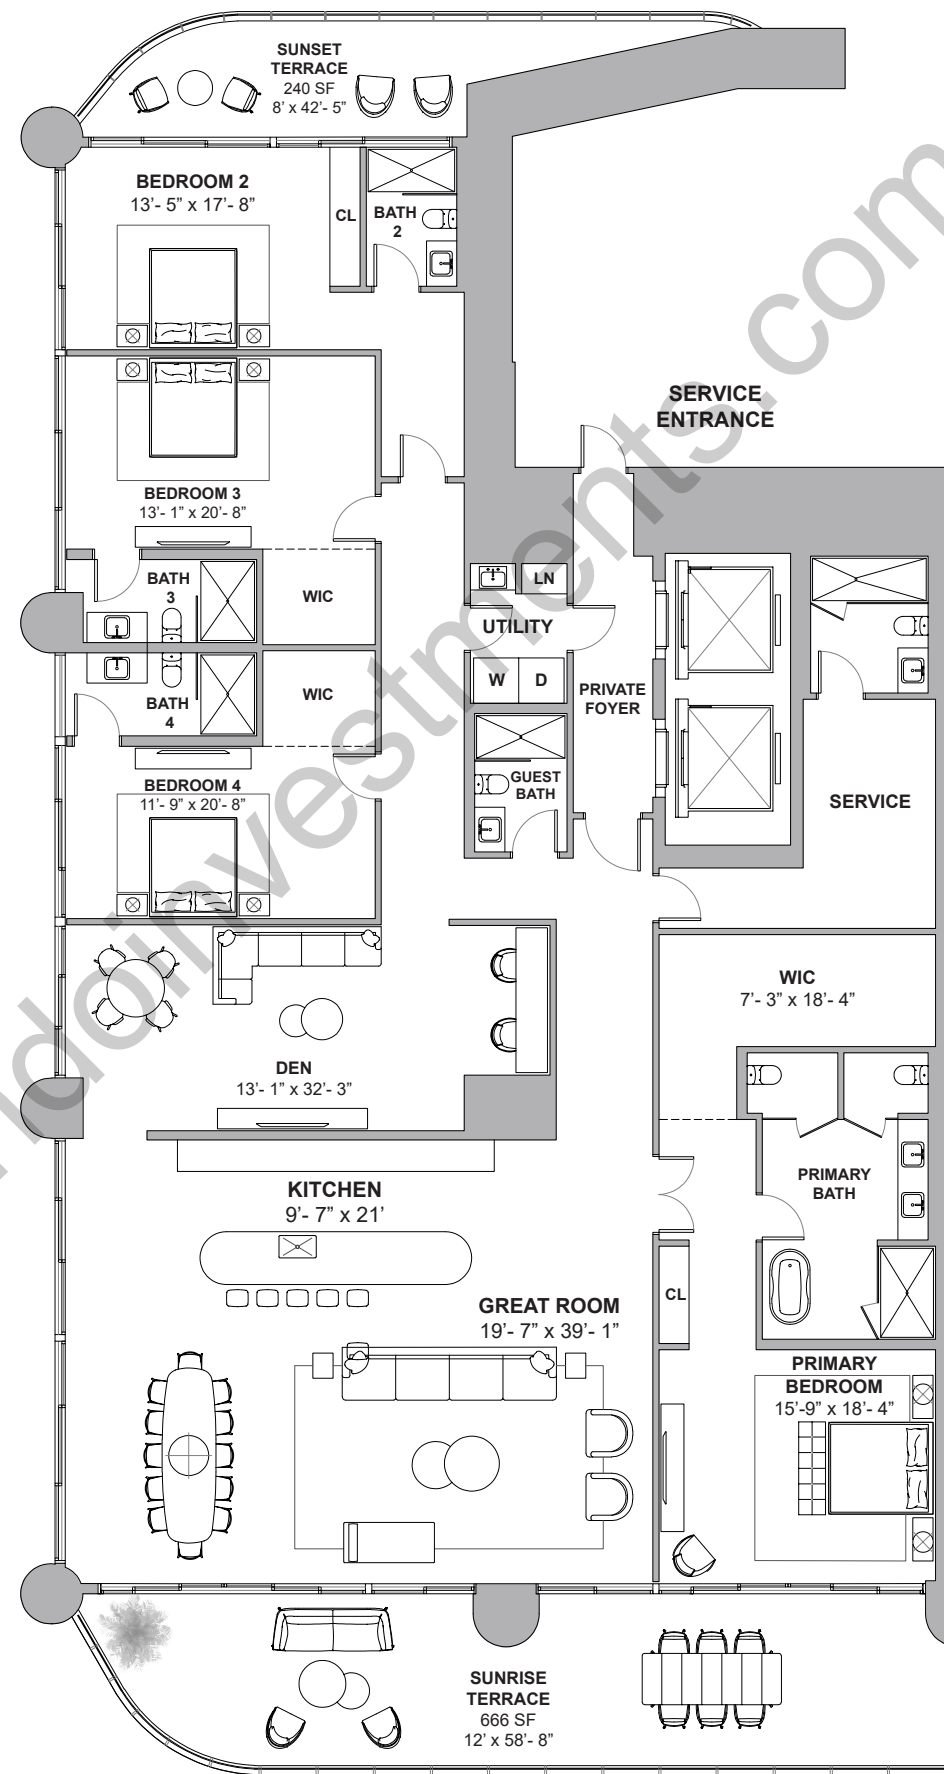 SUNSET
TERRACE
240 SF
8' x 42'- 5”
BEDROOM 2
13'- 5” x 17'- 8”
CL
BATH
2
SERVICE
ENTRANCE
BEDROOM 3
13'- 1” x 20'- 8”
BATH
3
WIC
LN
UTILITY
W
D
PRIVATE
FOYER
WIC
BATH
4
GUEST
BATH
BEDROOM 4
11'- 9” x 20'- 8”
SERVICE
WIC
7'- 3” x 18'- 4”
DEN
13'- 1” x 32'- 3”
PRIMARY
BATH
KITCHEN
9'- 7” x 21'
CL
GREAT ROOM
19'- 7” x 39'- 1”
PRIMARY
BEDROOM
15'-9” x 18'- 4”
SUNRISE
TERRACE
666 SF
12' x 58'- 8”
ndoinvestments.com